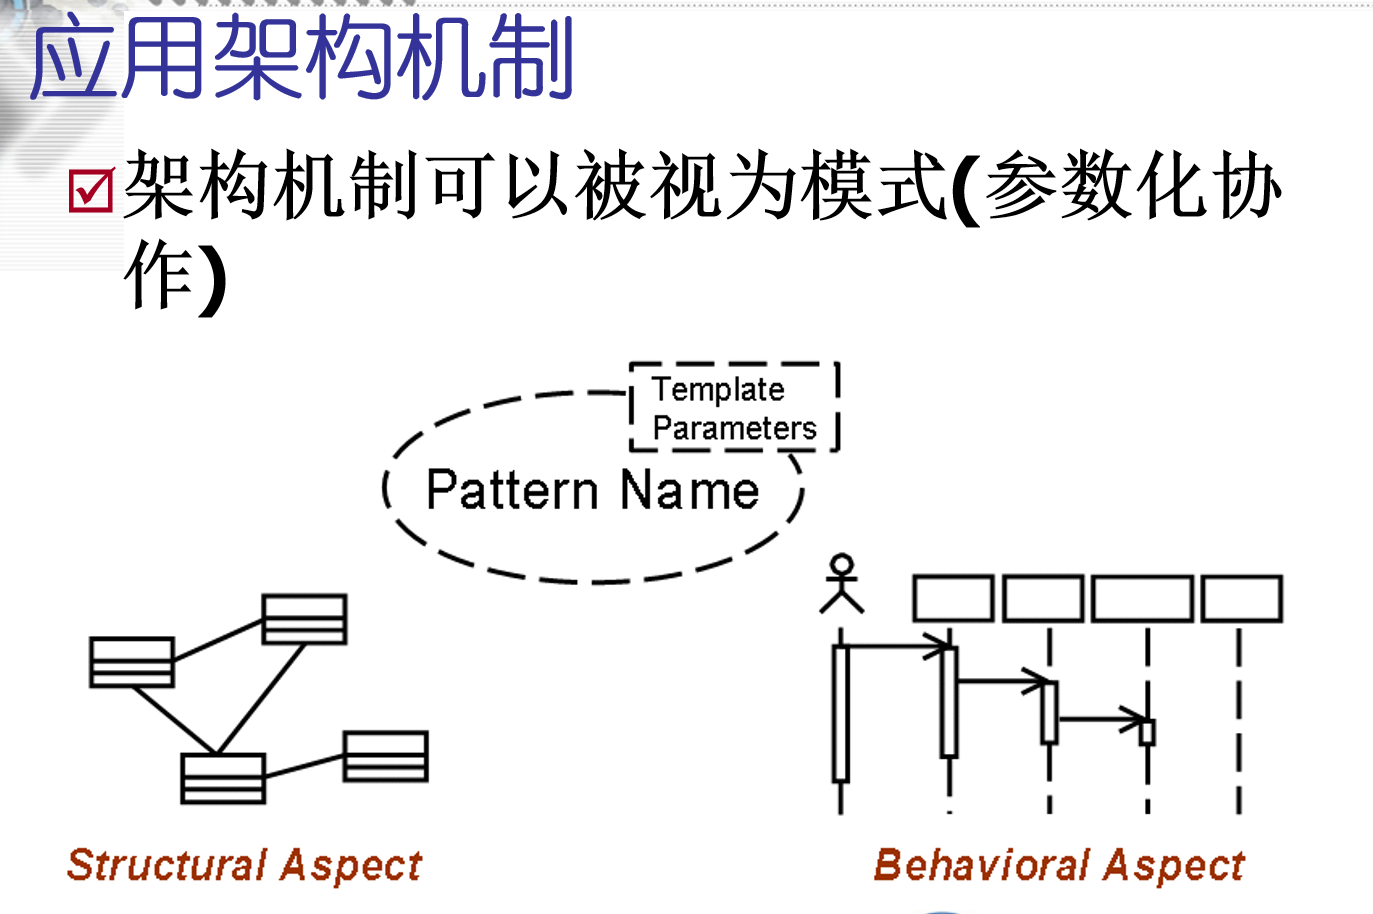 应用架构机制
架构机制可以被视为模式(参数化协
作)
Template
Parameters
Pattern Name
Structural Aspect
Behavioral Aspect